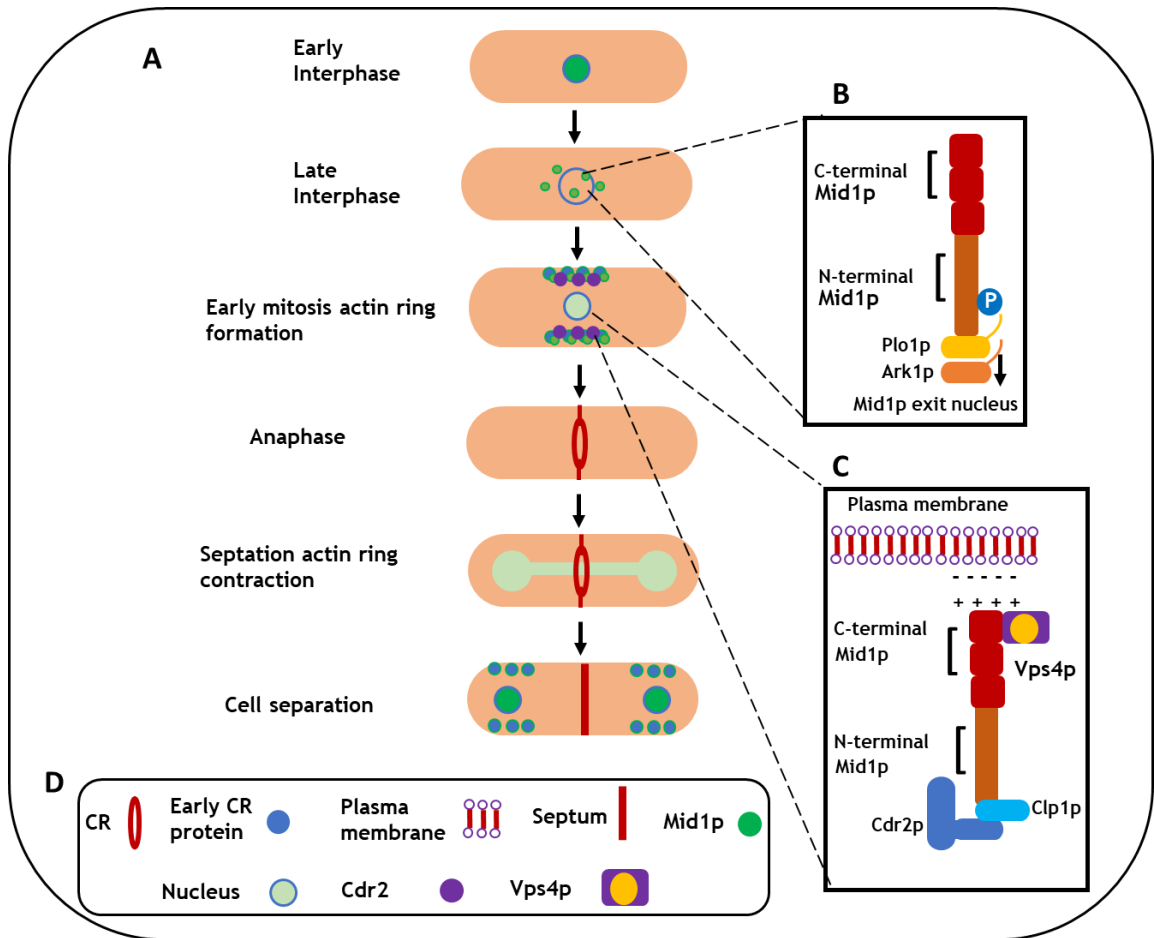 A
Early
Interphase
Late
Interphase
Early mitosis actin ring
formation
Anaphase
Septation actin ring
contraction
Cell separation
B
C-terminal
Mid1p
N-terminal
Mid1p
P
Plo1p
Ark1p
Mid1p exit nucleus
C
Plasma membrane
- - - - -
+ + + +
C-terminal
Mid1p
Vps4p
N-terminal
Mid1p
Clp1p
Cdr2p
D
CR
Early CR
protein
Plasma
membrane
Septum
Mid1p
Nucleus
Cdr2
Vps4p